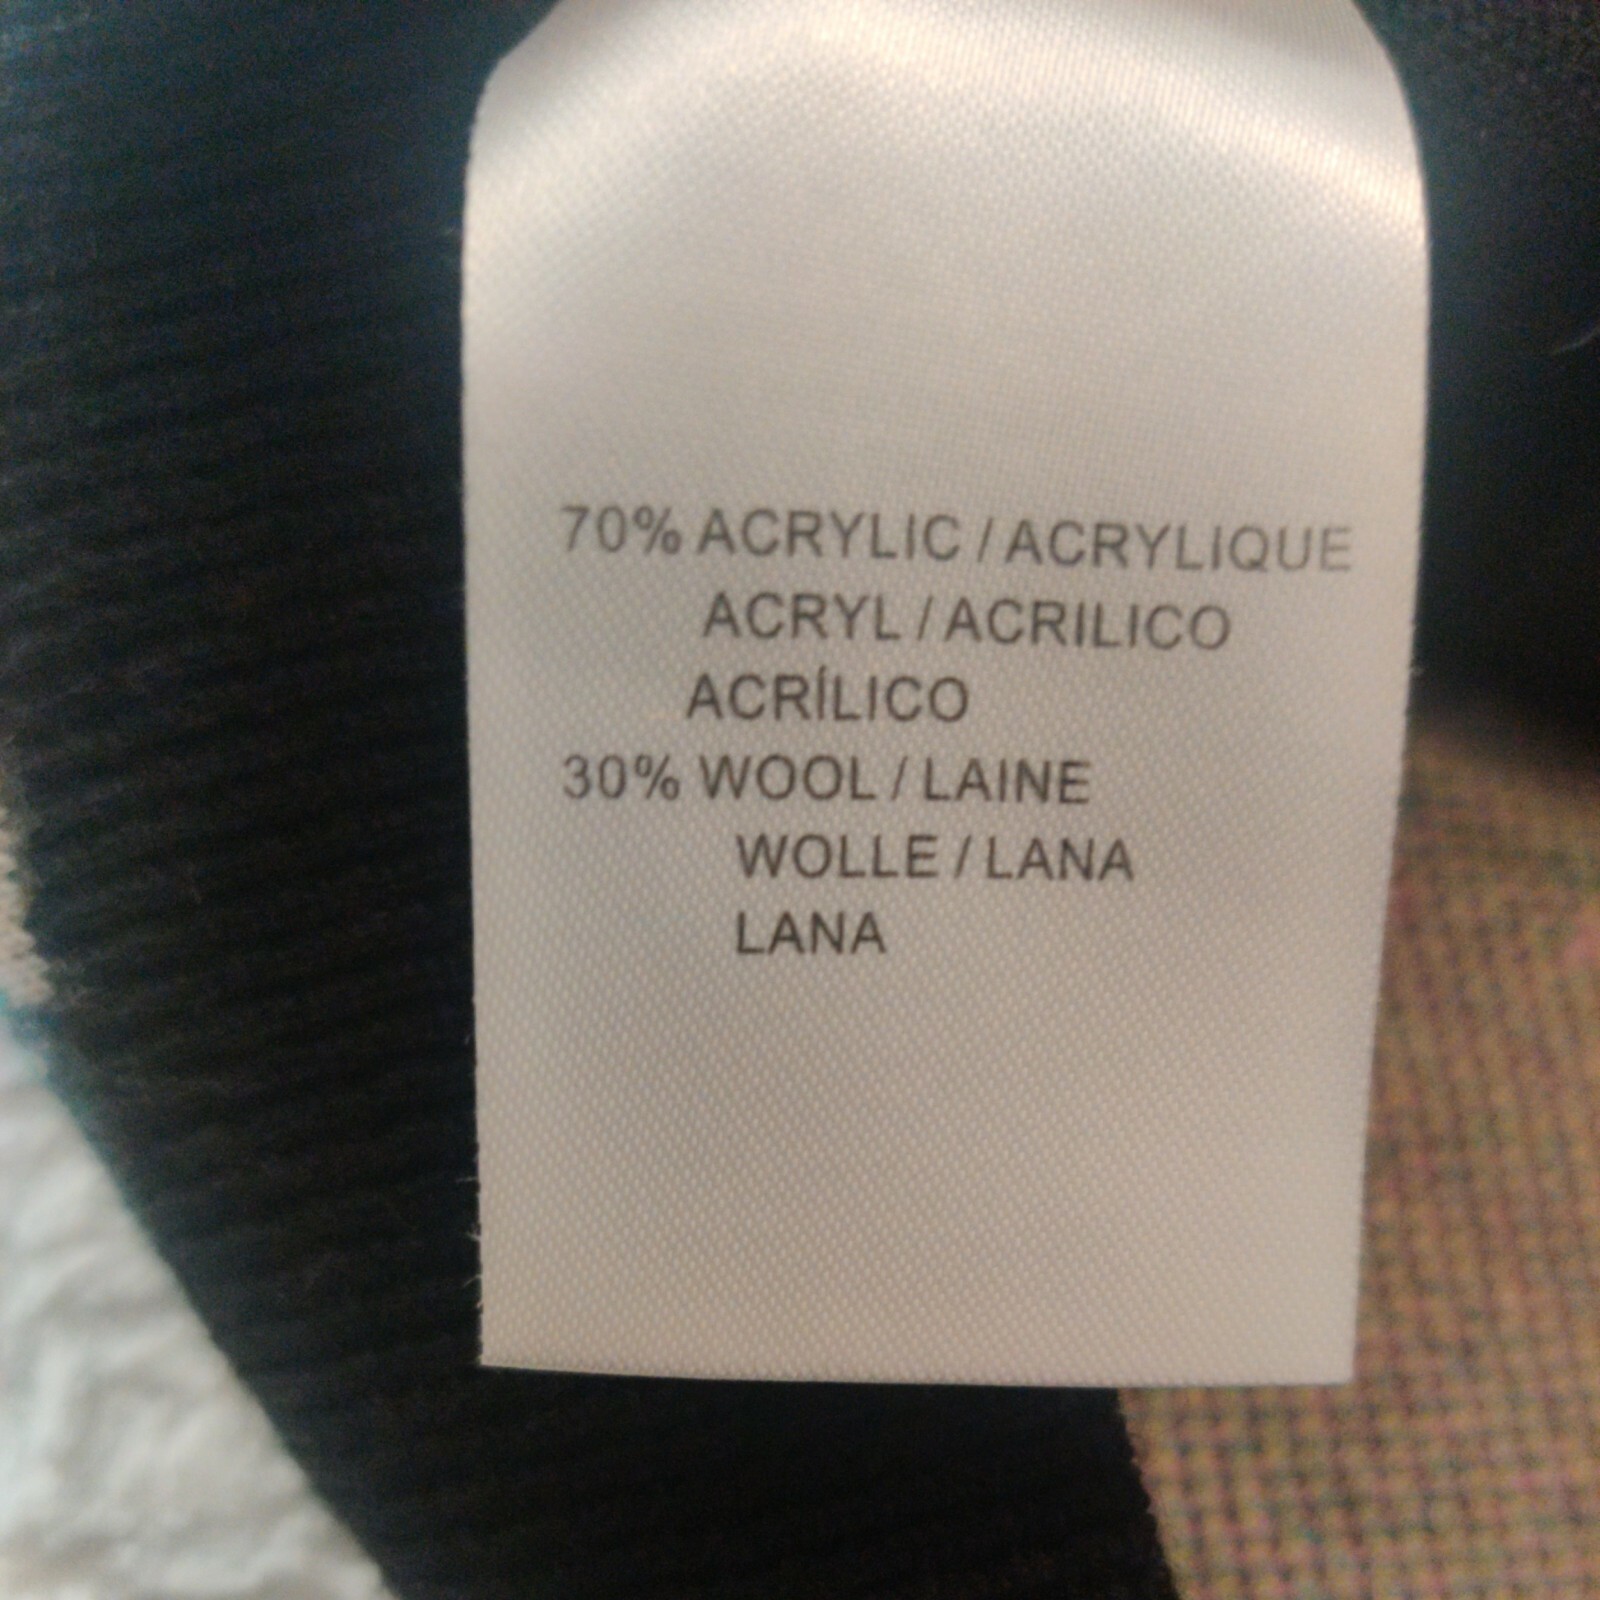 70% ACRYLIC / ACRYLIQUE
ACRYL / ACRILICO
ACRÍLICO
30% WOOL / LAINE
WOLLE / LANA
LANA